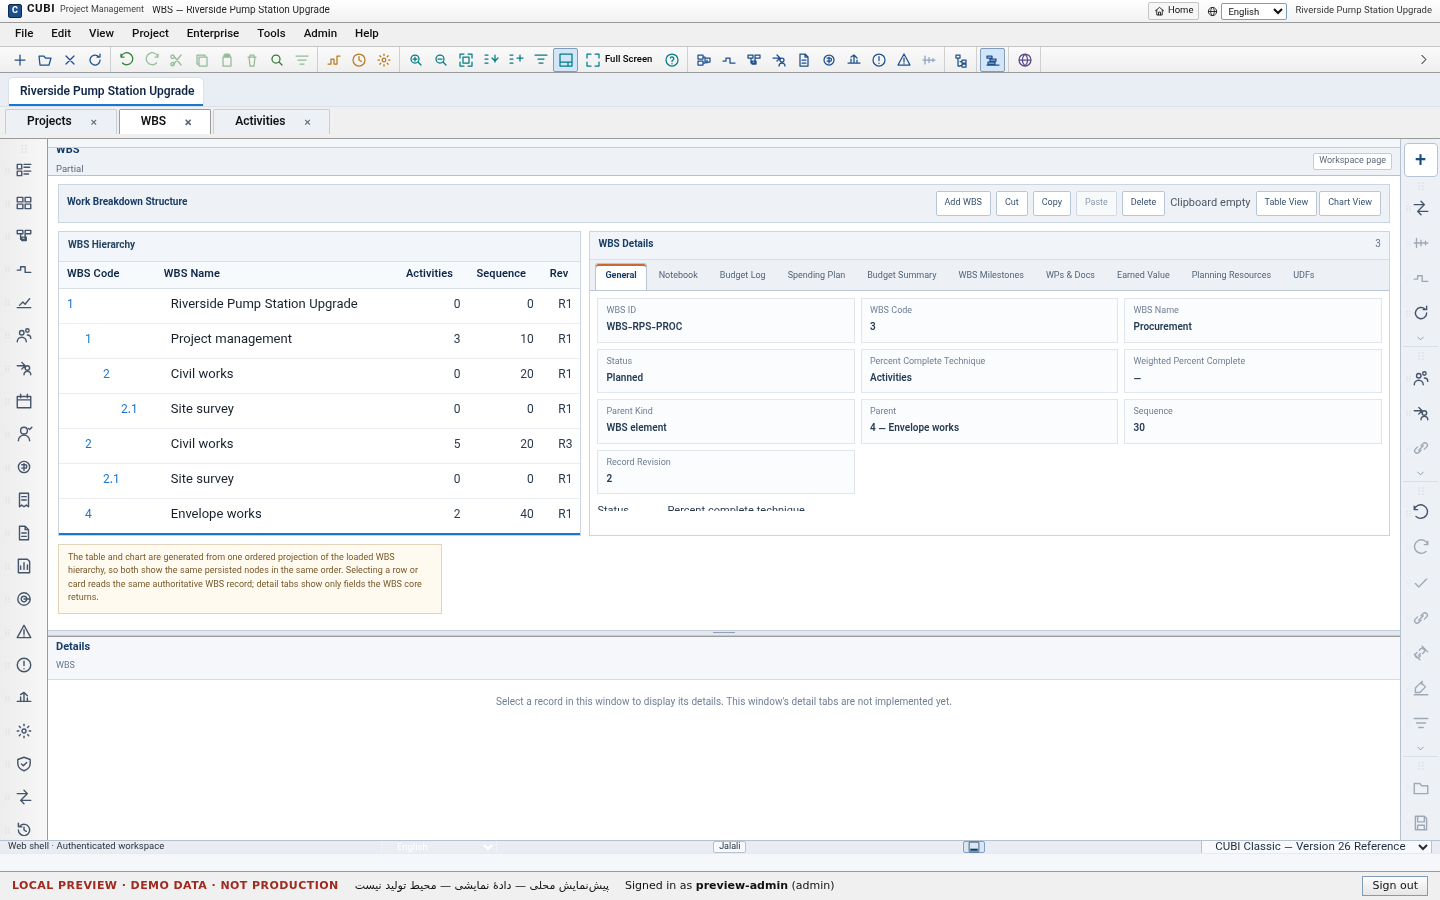 C CUBI Project Management WBS — Riverside Pump Station Upgrade Home English Riverside Pump Station Upgrade
File Edit View Project Enterprise Tools Admin Help
Full Screen
Riverside Pump Station Upgrade
Projects × WBS × Activities ×
WBS
Partial Workspace page
Work Breakdown Structure Add WBS Cut Copy Paste Delete Clipboard empty Table View Chart View
WBS Hierarchy
WBS Code WBS Name Activities Sequence Rev
1 Riverside Pump Station Upgrade 0 0 R1
1 Project management 3 10 R1
2 Civil works 0 20 R1
2.1 Site survey 0 0 R1
2 Civil works 5 20 R3
2.1 Site survey 0 0 R1
4 Envelope works 2 40 R1
WBS Details 3
General Notebook Budget Log Spending Plan Budget Summary WBS Milestones WPs & Docs Earned Value Planning Resources UDFs
WBS ID WBS Code WBS Name
WBS-RPS-PROC 3 Procurement
Status Percent Complete Technique Weighted Percent Complete
Planned Activities —
Parent Kind Parent Sequence
WBS element 4 — Envelope works 30
Record Revision
2
Status Percent complete technique
The table and chart are generated from one ordered projection of the loaded WBS
hierarchy, so both show the same persisted nodes in the same order. Selecting a row or
card reads the same authoritative WBS record; detail tabs show only fields the WBS core
returns.
Details
WBS
Select a record in this window to display its details. This window's detail tabs are not implemented yet.
Web shell · Authenticated workspace English Jalali CUBI Classic — Version 26 Reference
LOCAL PREVIEW · DEMO DATA · NOT PRODUCTION پیش‌نمایش محلی — دادهٔ نمایشی — محیط تولید نیست Signed in as preview-admin (admin) Sign out